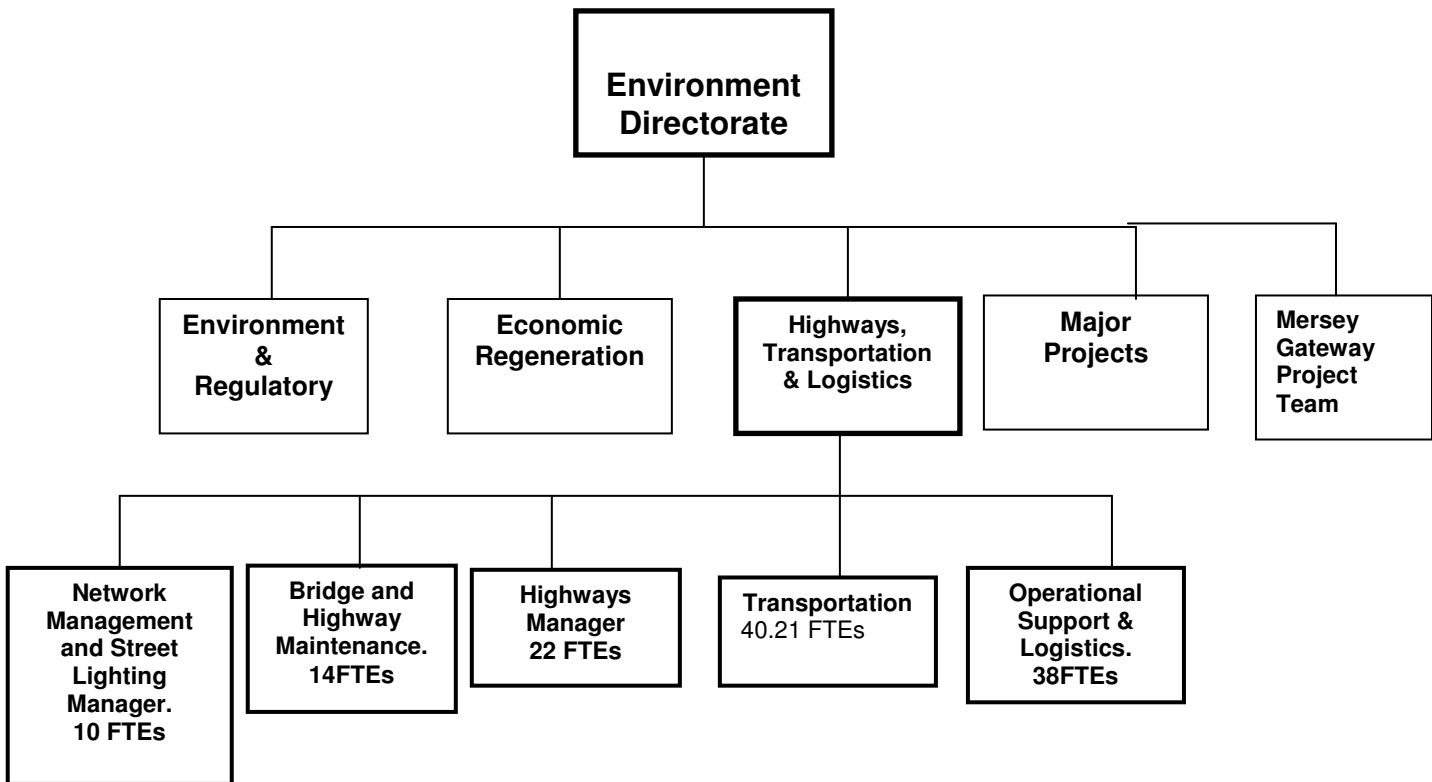 Environment
Directorate
Environment
&
Regulatory
Economic
Regeneration
Highways,
Transportation
& Logistics
Major
Projects
Mersey
Gateway
Project
Team
Network
Management
and Street
Lighting
Manager.
10 FTEs
Bridge and
Highway
Maintenance.
14FTEs
Highways
Manager
22 FTEs
Transportation
40.21 FTEs
Operational
Support &
Logistics.
38FTEs